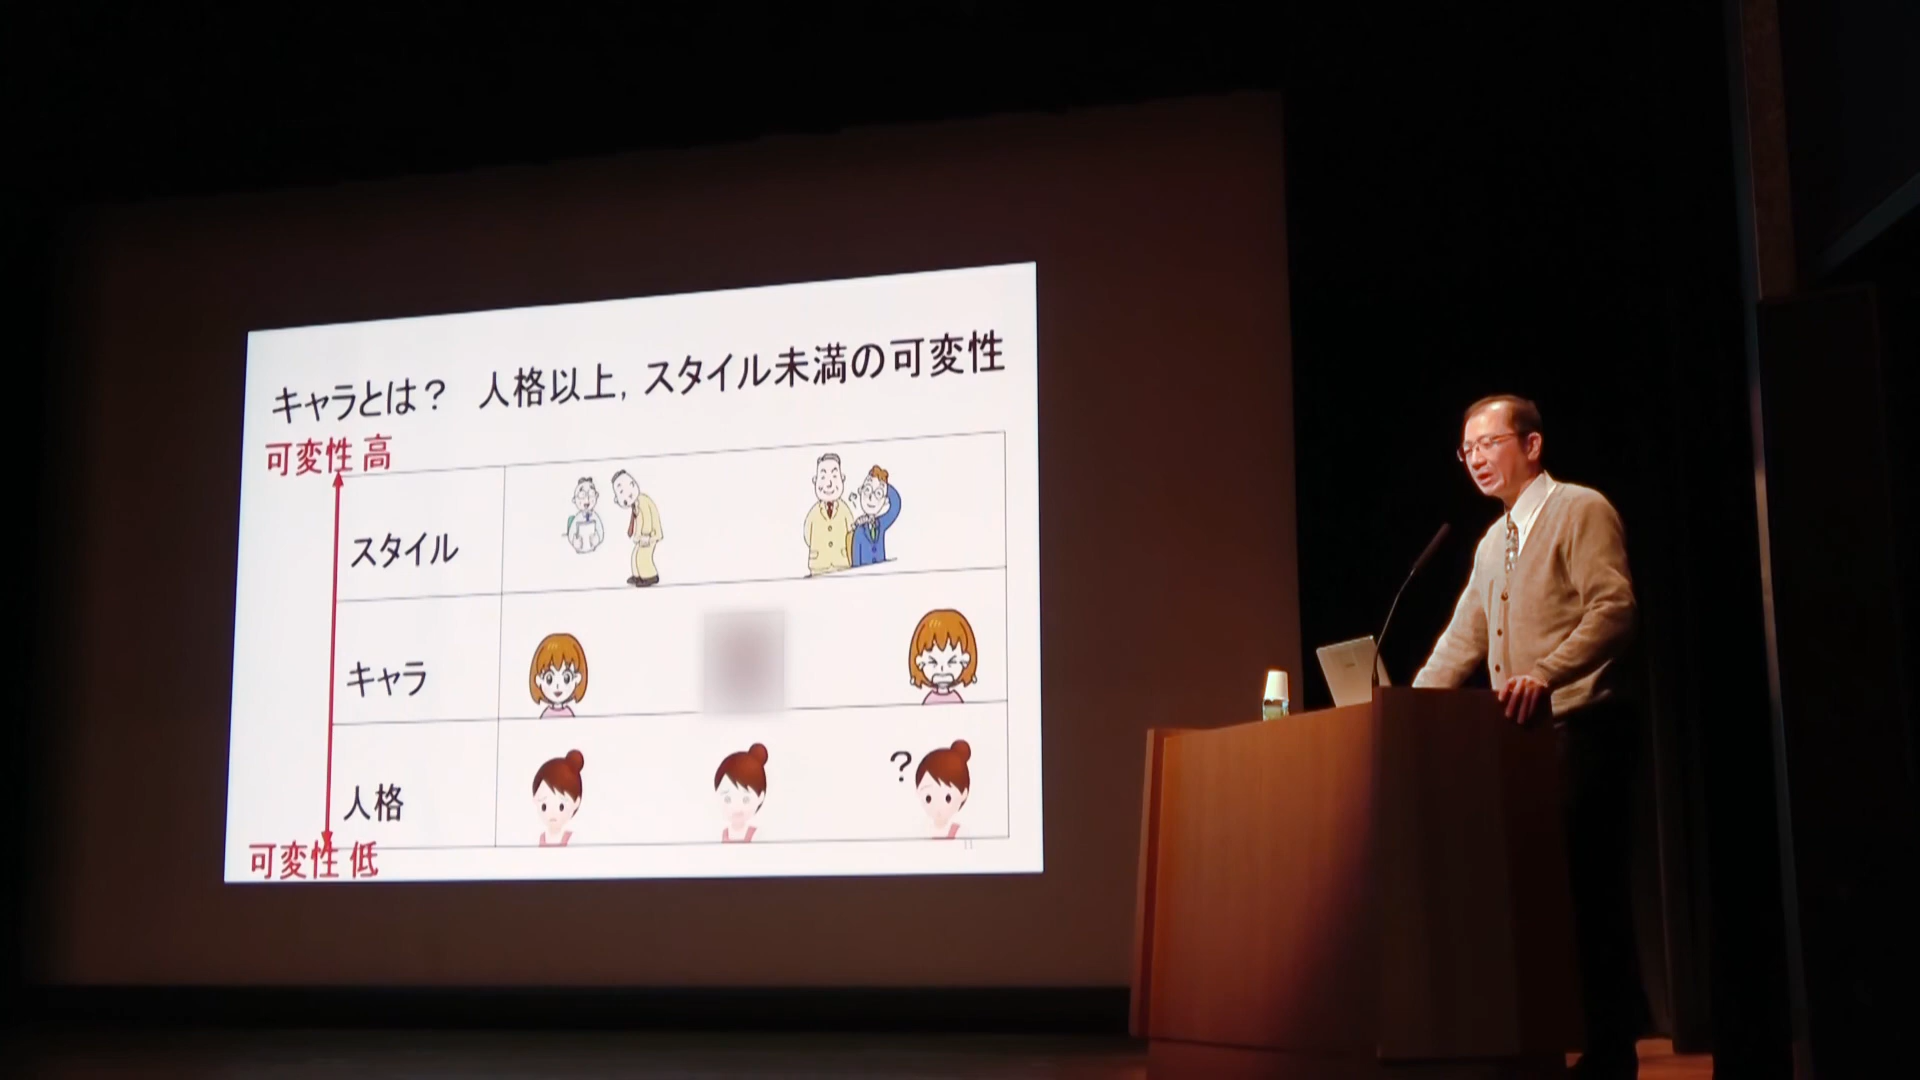 キャラとは？ 人格以上，スタイル未満の可変性
可変性 高
スタイル
キャラ
人格
?
可変性 低
11